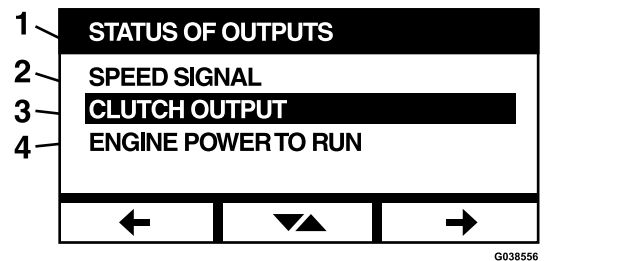 1 STATUS OF OUTPUTS
2 SPEED SIGNAL
3 CLUTCH OUTPUT
4 ENGINE POWER TO RUN
G038556